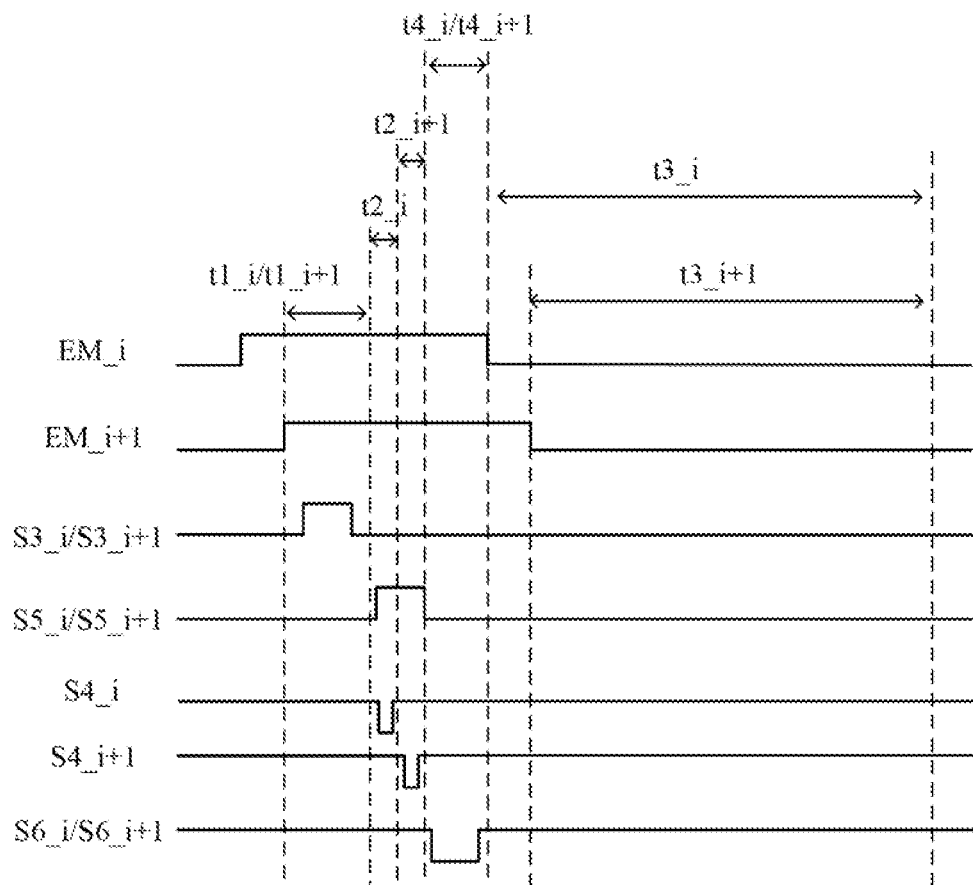 t4_i/t4_i+1
t2_i+1
t3_i
t2_i
t1_i/t1_i+1
t3_i+1
EM_i
EM_i+1
S3_i/S3_i+1
S5_i/S5_i+1
S4_i
S4_i+1
S6_i/S6_i+1